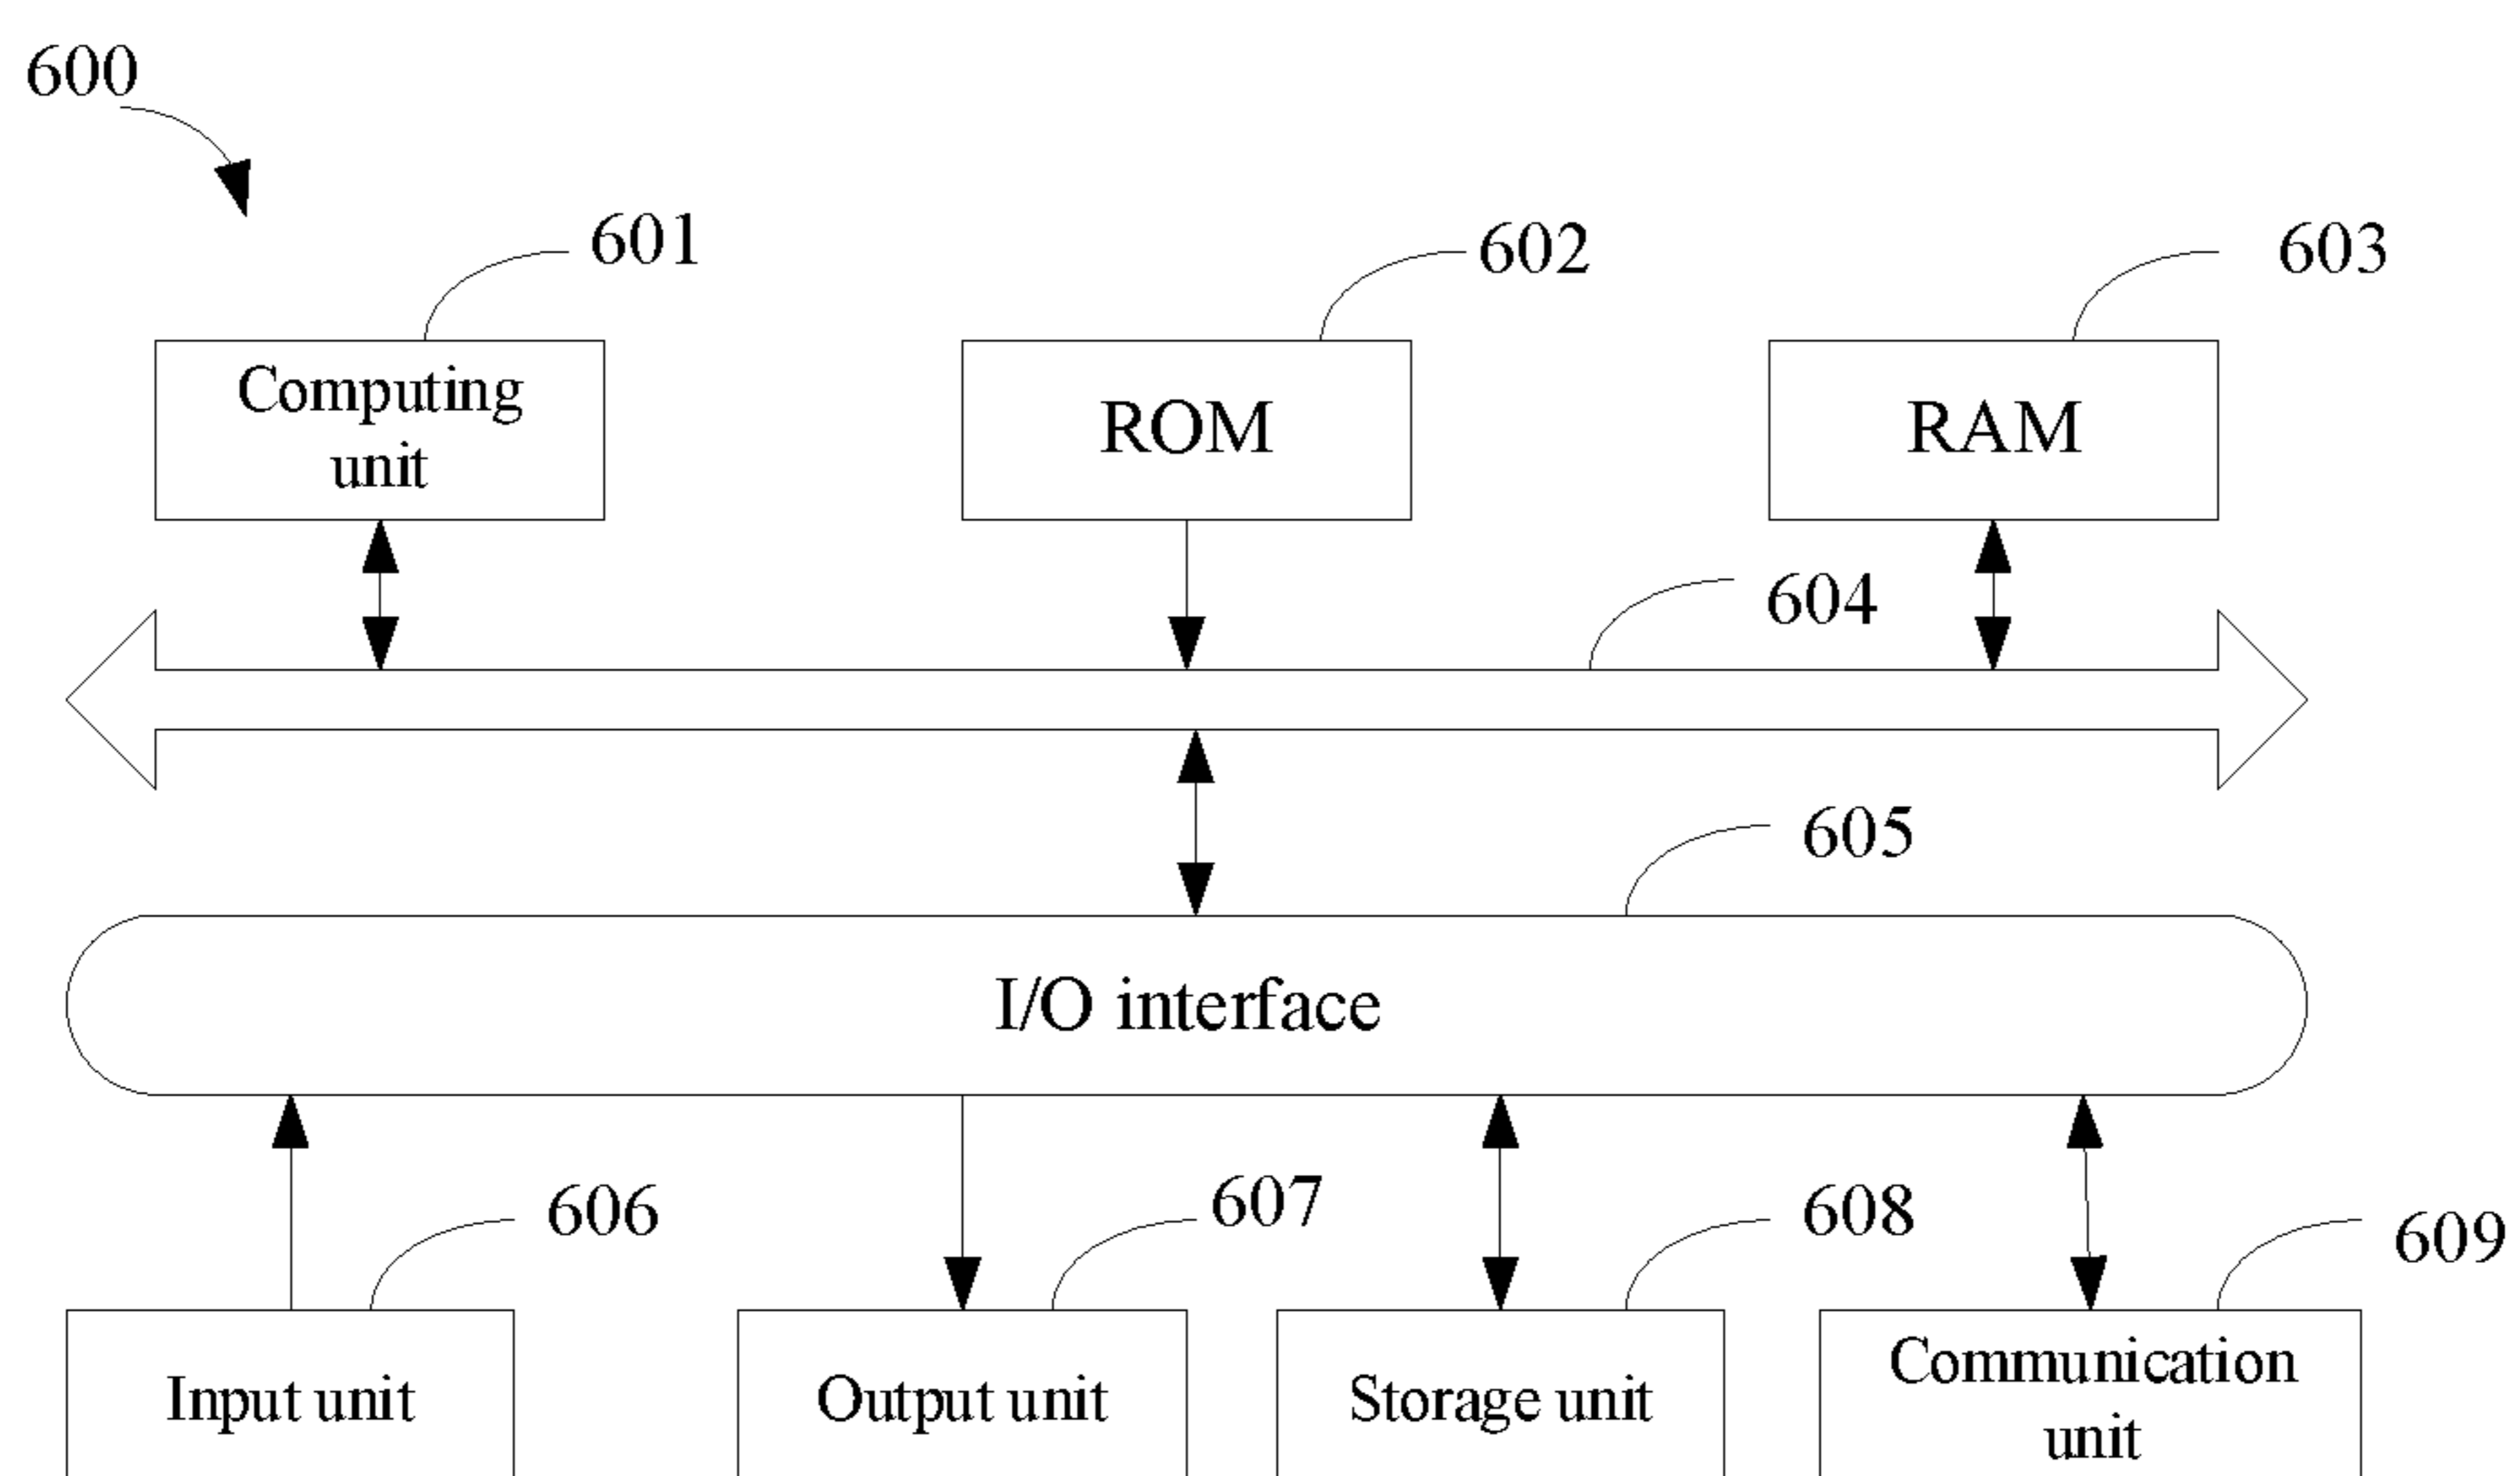 600
601
602
603
Computing
unit
ROM
RAM
604
605
I/O interface
606
607
608
609
Input unit
Output unit
Storage unit
Communication
unit